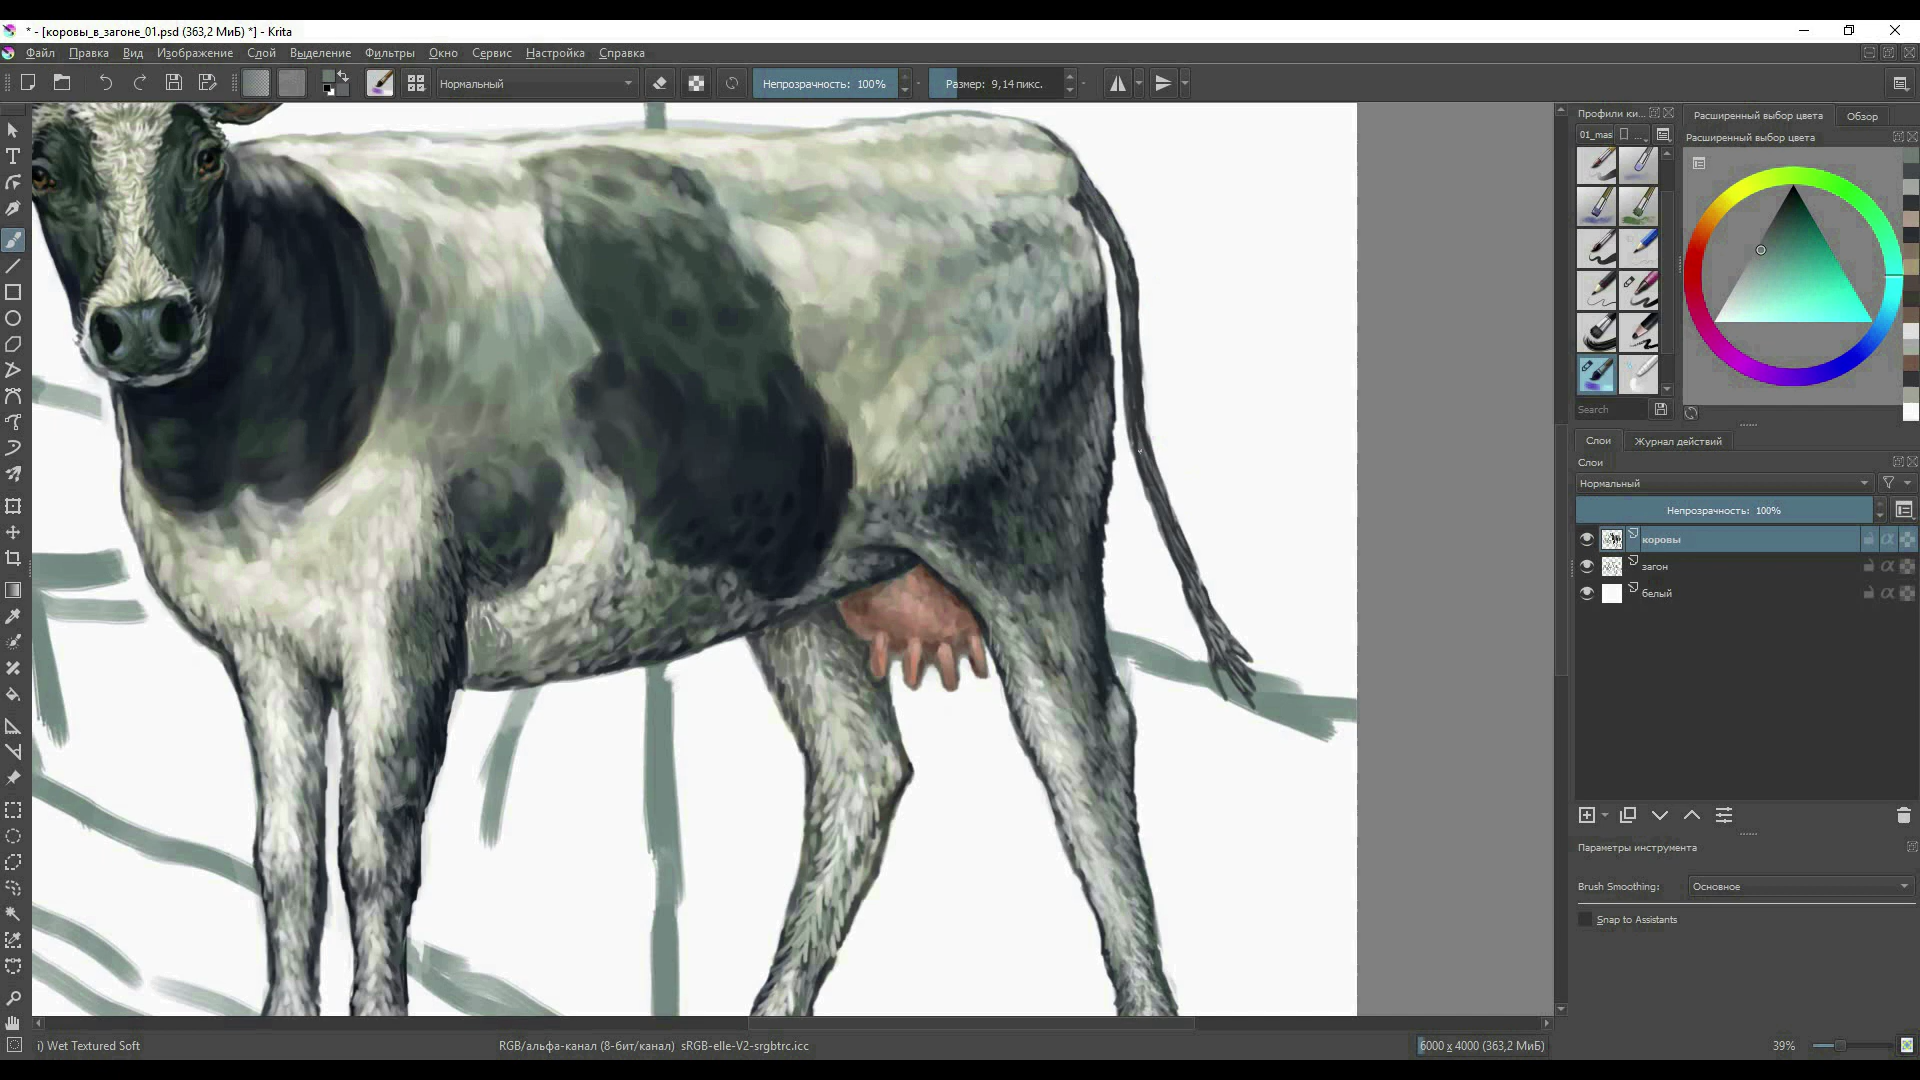 * - [коровы_в_загоне_01.psd (363,2 МиБ) *] - Krita
Файл Правка Вид Изображение Слой Выделение Фильтры Окно Сервис Настройка Справка
Нормальный
Непрозрачность: 100%
Размер: 9,14 пикс.
Профили ки...
01_mas
...
Search
Расширенный выбор цвета
Обзор
Расширенный выбор цвета
Слои
Журнал действий
Слои
Нормальный
Непрозрачность: 100%
коровы
загон
белый
Параметры инструмента
Brush Smoothing:
Основное
Snap to Assistants
i) Wet Textured Soft
RGB/альфа-канал (8-бит/канал) sRGB-elle-V2-srgbtrc.icc
6000 x 4000 (363,2 МиБ)
39%